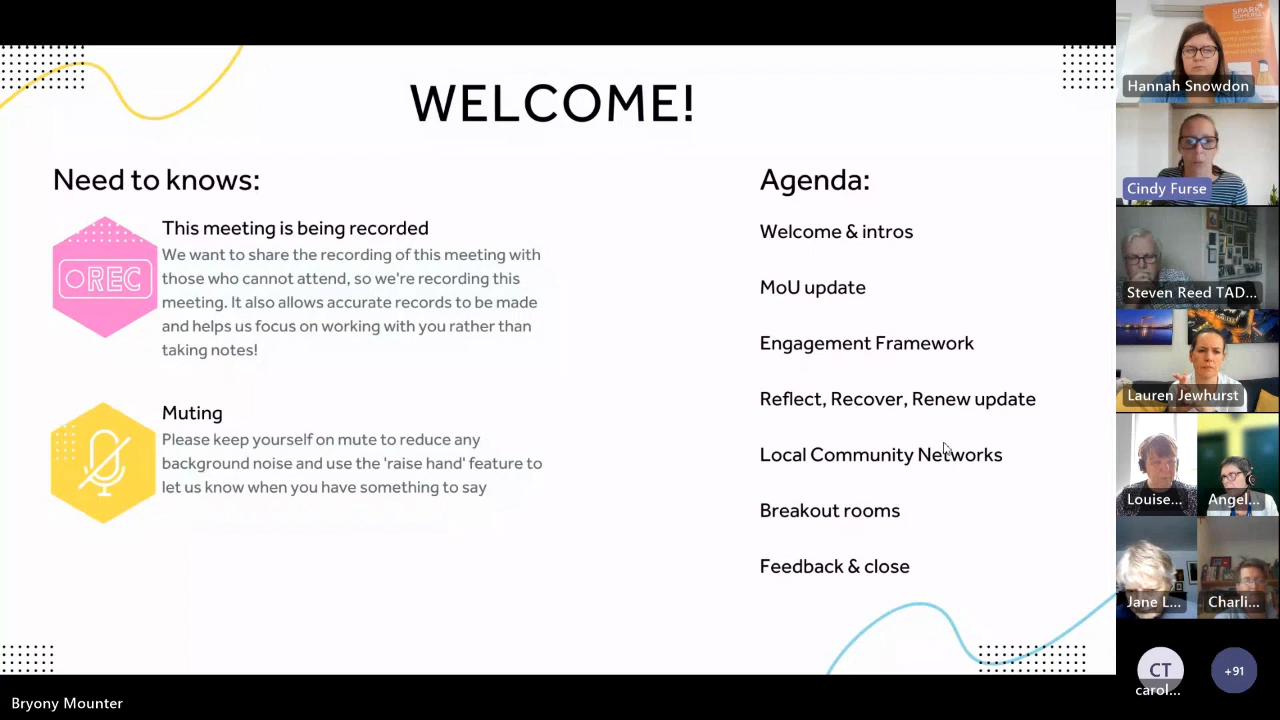 WELCOME!
Need to knows:
REC
This meeting is being recorded
We want to share the recording of this meeting with
those who cannot attend, so we're recording this
meeting. It also allows accurate records to be made
and helps us focus on working with you rather than
taking notes!
Muting
Please keep yourself on mute to reduce any
background noise and use the 'raise hand' feature to
let us know when you have something to say
Agenda:
Welcome & intros
MoU update
Engagement Framework
Reflect, Recover, Renew update
Local Community Networks
Breakout rooms
Feedback & close
SPARK
SOMERSET
Hannah Snowdon
Cindy Furse
Steven Reed TAD...
Lauren Jewhurst
Louise...
Angel...
Jane L...
Charli...
CT
carol...
+91
Bryony Mounter